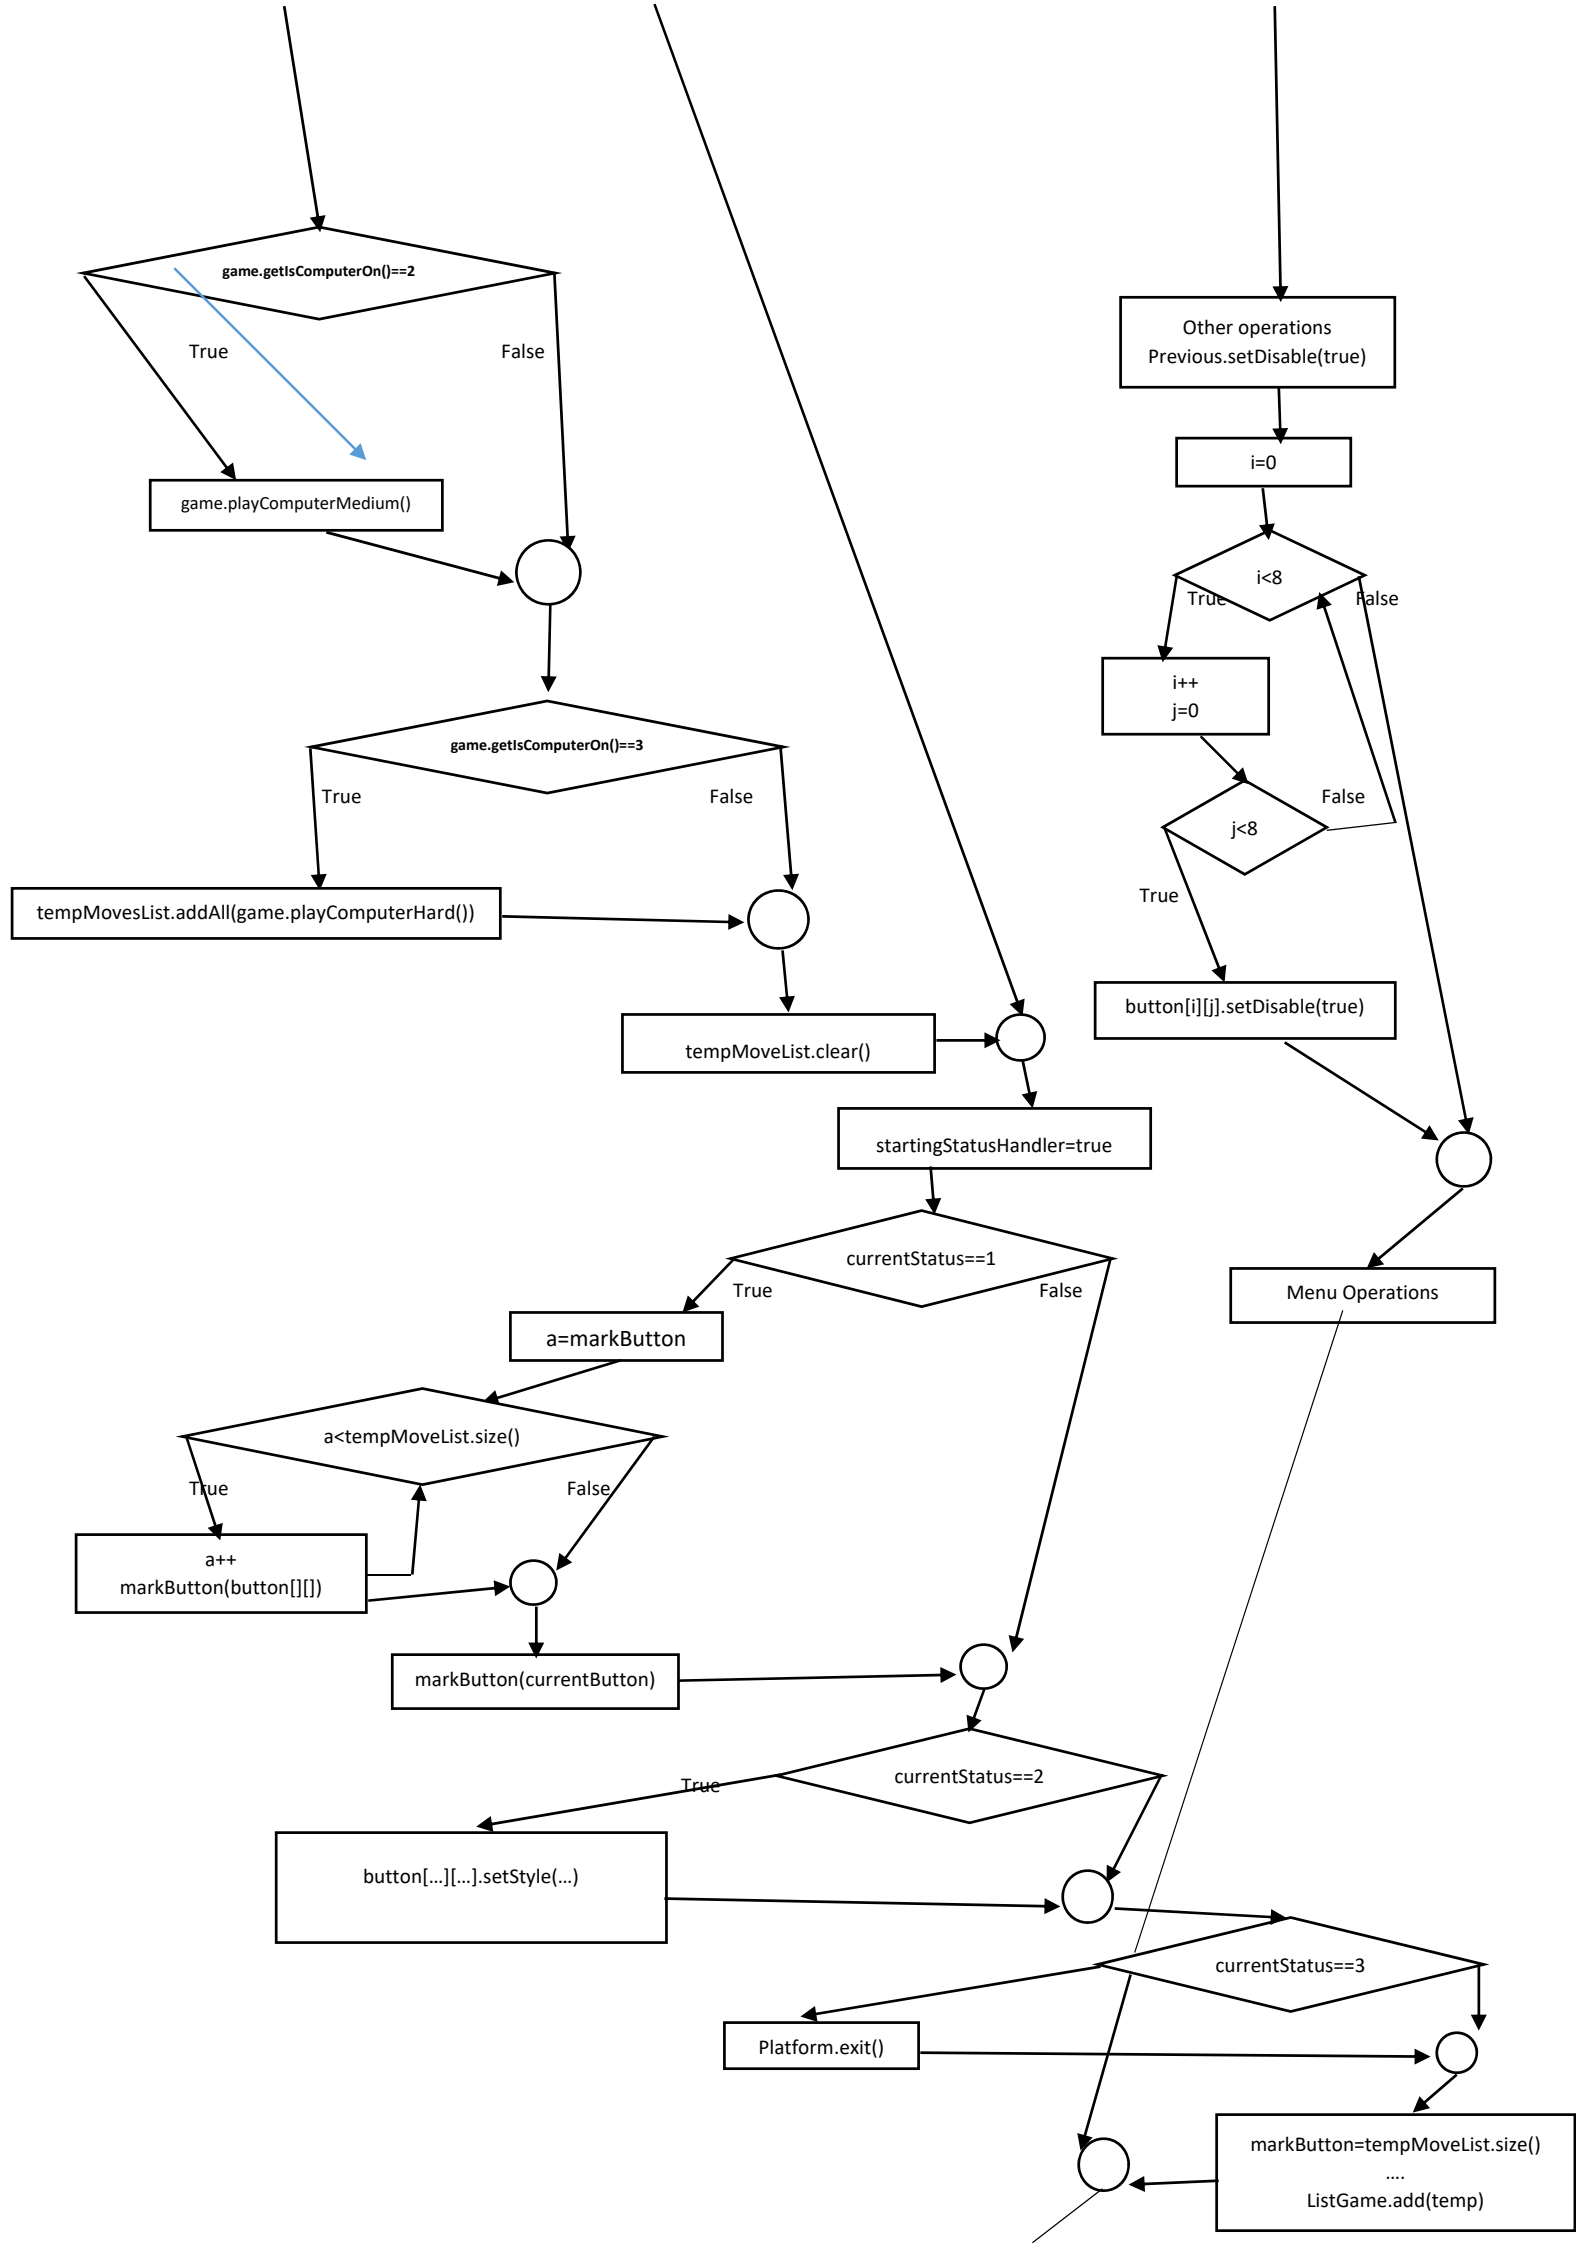 game.getIsComputerOn()==2
True
False
game.playComputerMedium()
game.getIsComputerOn()==3
True
False
tempMovesList.addAll(game.playComputerHard())
tempMoveList.clear()
startingStatusHandler=true
currentStatus==1
True
False
a=markButton
a<tempMoveList.size()
True
False
a++
markButton(button[][])
markButton(currentButton)
currentStatus==2
True
button[...][...].setStyle(...)
currentStatus==3
Platform.exit()
markButton=tempMoveList.size()
....
ListGame.add(temp)
Other operations
Previous.setDisable(true)
i=0
i<8
True
False
i++
j=0
j<8
False
True
button[i][j].setDisable(true)
Menu Operations